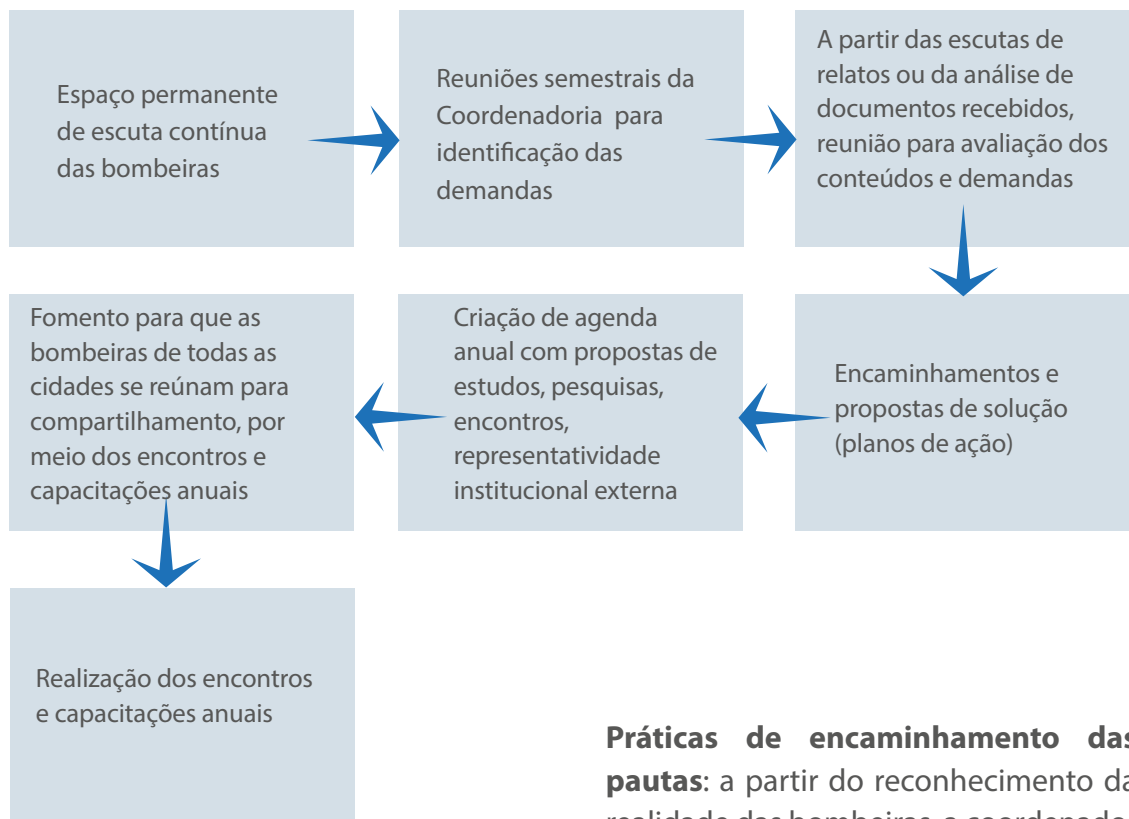 Espaço permanente
de escuta contínua
das bombeiras
Reuniões semestrais da
Coordenadoria para
identificação das
demandas
A partir das escutas de
relatos ou da análise de
documentos recebidos,
reunião para avaliação dos
conteúdos e demandas
Encaminhamentos e
propostas de solução
(planos de ação)
Criação de agenda
anual com propostas de
estudos, pesquisas,
encontros,
representatividade
institucional externa
Fomento para que as
bombeiras de todas as
cidades se reúnam para
compartilhamento, por
meio dos encontros e
capacitações anuais
Realização dos encontros
e capacitações anuais
Práticas de encaminhamento das
pautas: a partir do reconhecimento da
realidade das bombeiras, a coordenado-